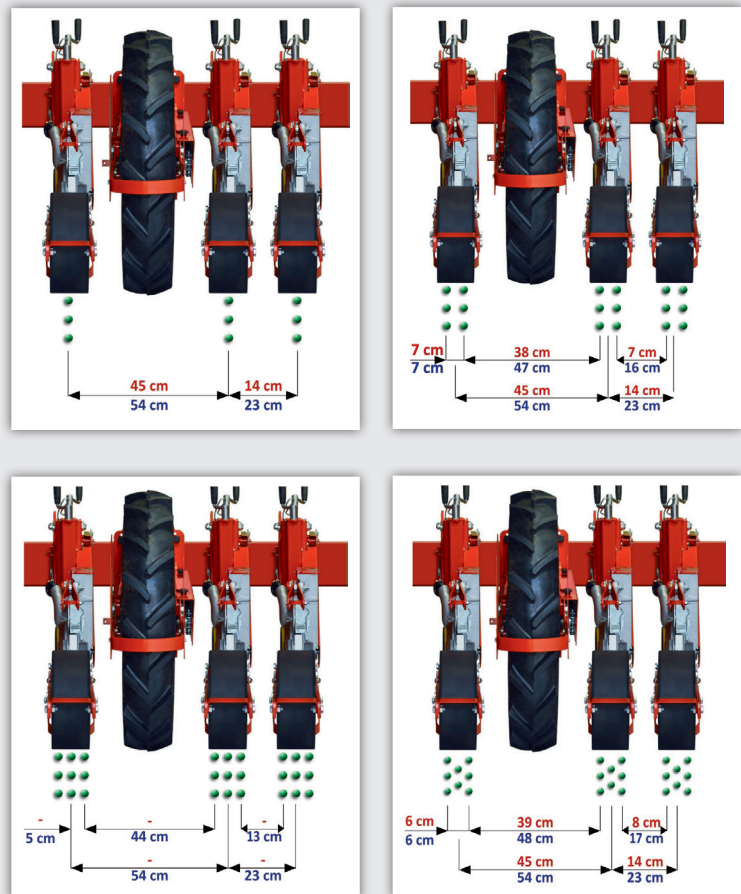 45 cm 14 cm
54 cm 23 cm
7 cm 38 cm 7 cm
7 cm 47 cm 16 cm
45 cm 14 cm
54 cm 23 cm
- - -
5 cm 44 cm 13 cm
- -
54 cm 23 cm
6 cm 39 cm 8 cm
6 cm 48 cm 17 cm
45 cm 14 cm
54 cm 23 cm